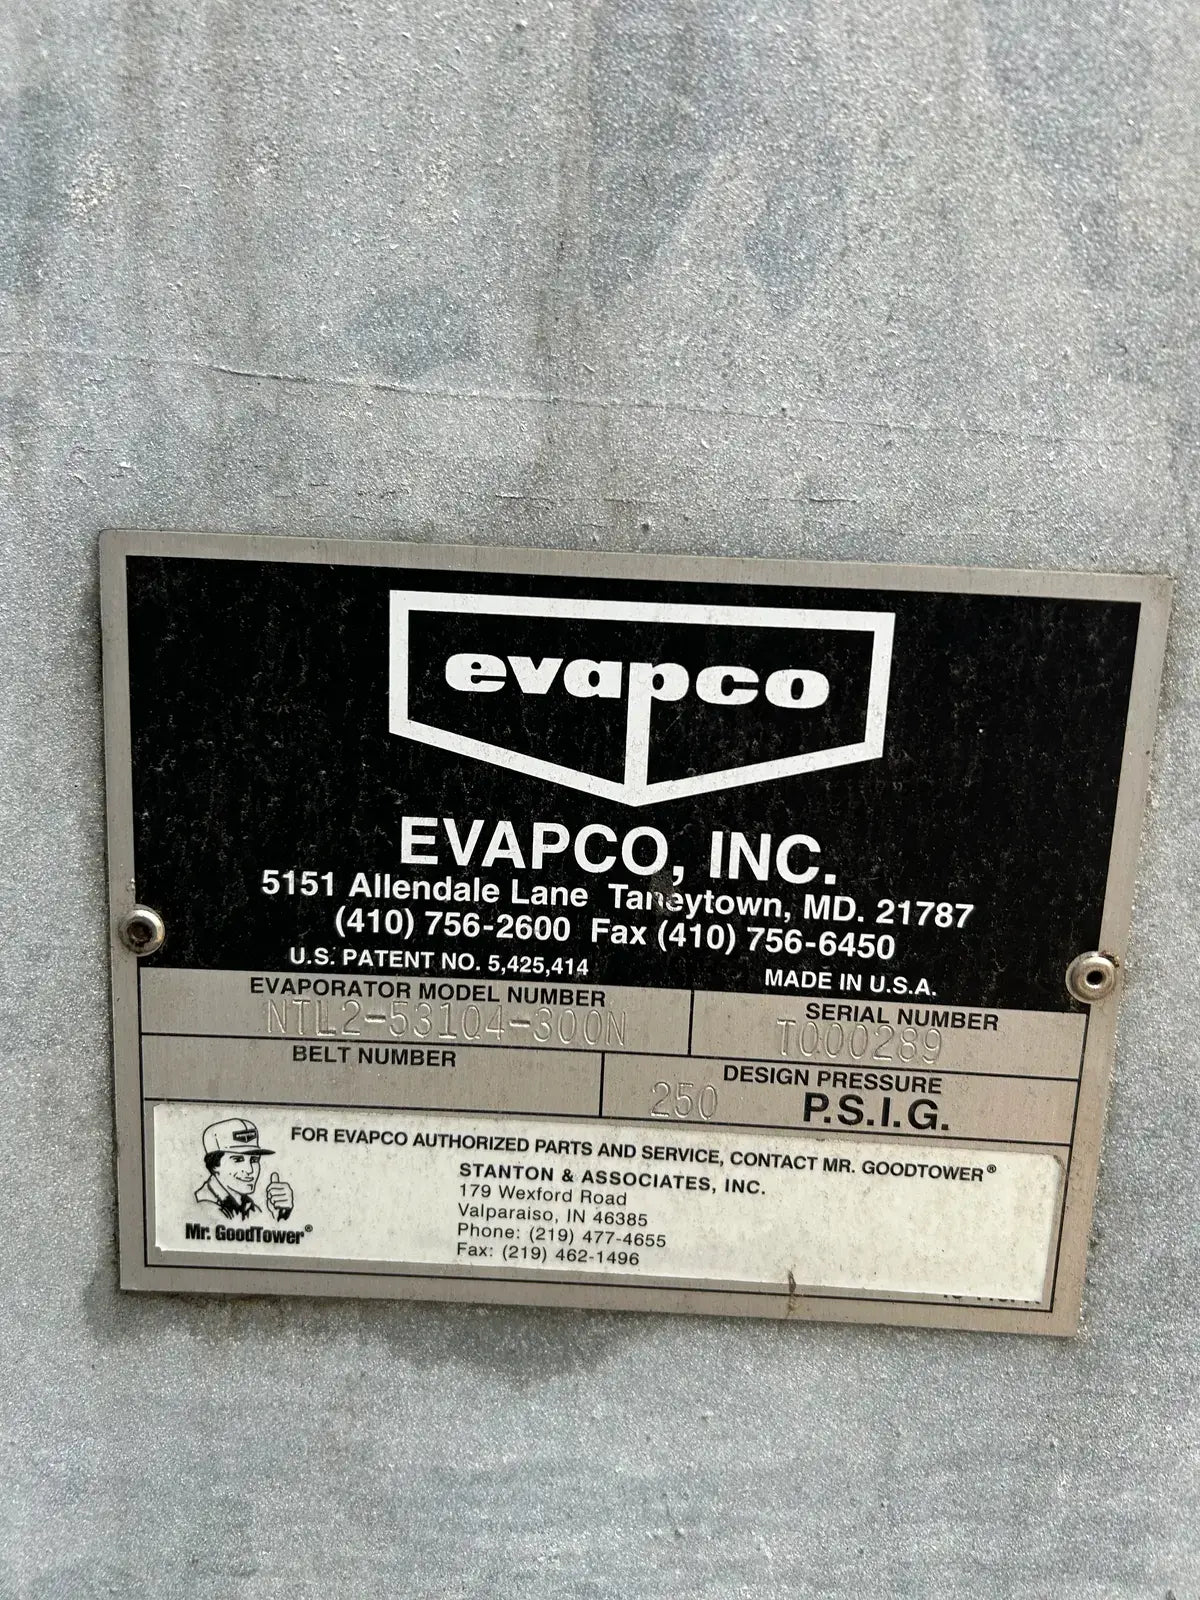 evapco
EVAPCO, INC.
5151 Allendale Lane Taneytown, MD. 21787
(410) 756-2600 Fax (410) 756-6450
U.S. PATENT NO. 5,425,414
MADE IN U.S.A.
EVAPORATOR MODEL NUMBER
NTL2-53104-300N
SERIAL NUMBER
T000289
BELT NUMBER
DESIGN PRESSURE
250 P.S.I.G.
FOR EVAPCO AUTHORIZED PARTS AND SERVICE, CONTACT MR. GOODTOWER®
STANTON & ASSOCIATES, INC.
179 Wexford Road
Valparaiso, IN 46385
Phone: (219) 477-4655
Fax: (219) 462-1496
Mr. GoodTower®